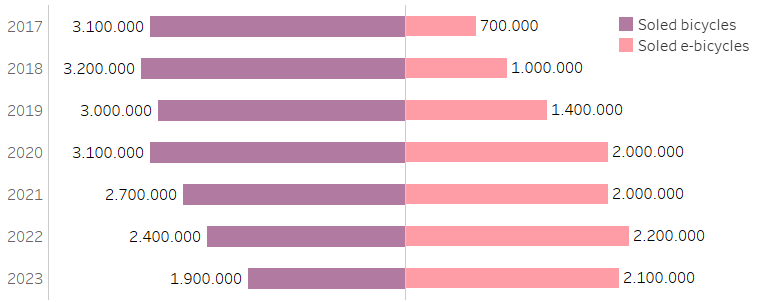 2017 3.100.000 700.000 Soled bicycles
Soled e-bicycles
2018 3.200.000 1.000.000
2019 3.000.000 1.400.000
2020 3.100.000 2.000.000
2021 2.700.000 2.000.000
2022 2.400.000 2.200.000
2023 1.900.000 2.100.000